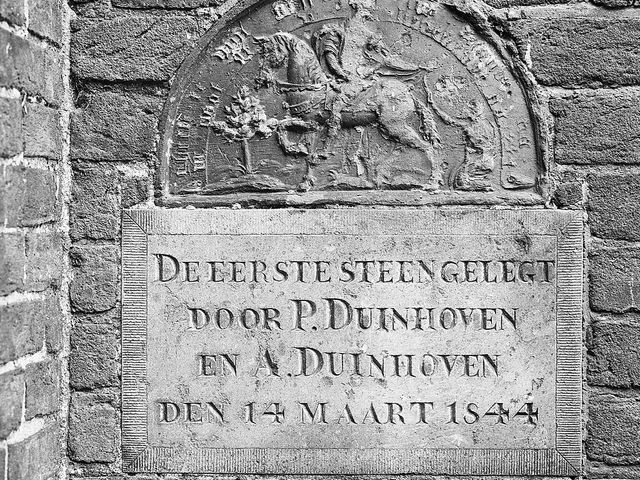 DE EERSTE STEEN GELEGT
DOOR P. DUINHOVEN
EN A. DUINHOVEN
DEN 14 MAART 1844